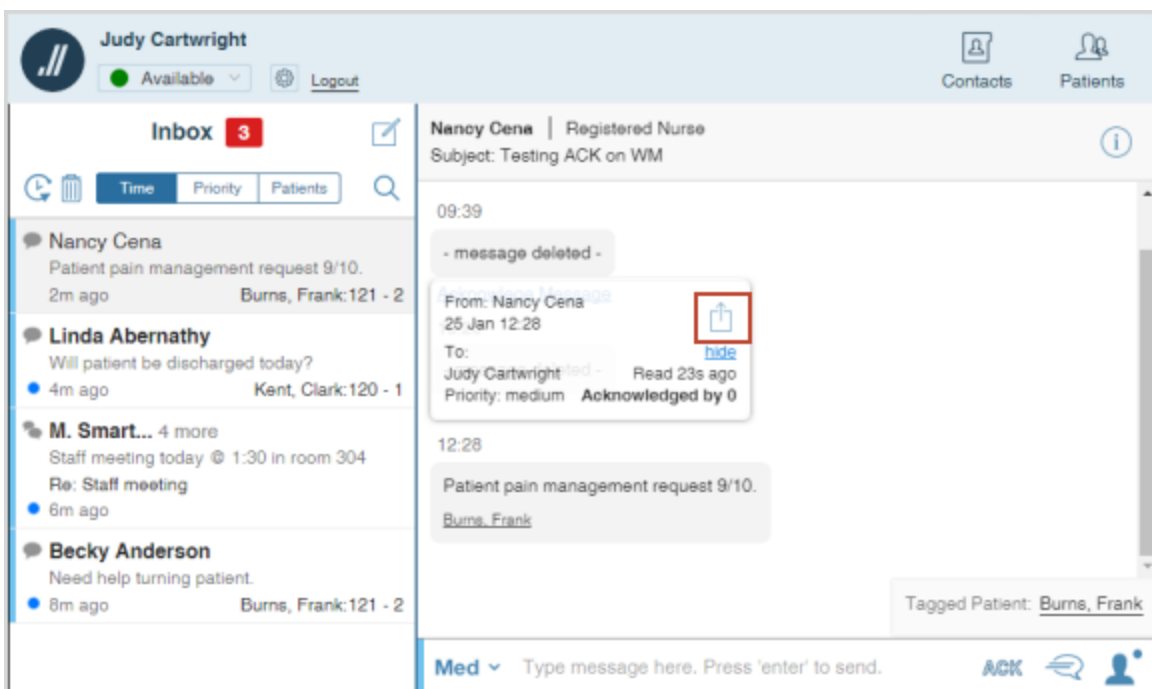 Judy Cartwright
Available
Logout
Contacts
Patients
Inbox 3
Time Priority Patients
Nancy Cena
Patient pain management request 9/10.
2m ago Burns, Frank:121 - 2
Linda Abernathy
Will patient be discharged today?
4m ago Kent, Clark:120 - 1
M. Smart... 4 more
Staff meeting today @ 1:30 in room 304
Re: Staff meeting
6m ago
Becky Anderson
Need help turning patient.
8m ago Burns, Frank:121 - 2
Nancy Cena | Registered Nurse
Subject: Testing ACK on WM
09:39
- message deleted -
Acknowledge Message
From: Nancy Cena
25 Jan 12:28
To: hide
Judy Cartwright Read 23s ago
Priority: medium Acknowledged by 0
12:28
Patient pain management request 9/10.
Burns, Frank
Tagged Patient: Burns, Frank
Med Type message here. Press 'enter' to send. ACK